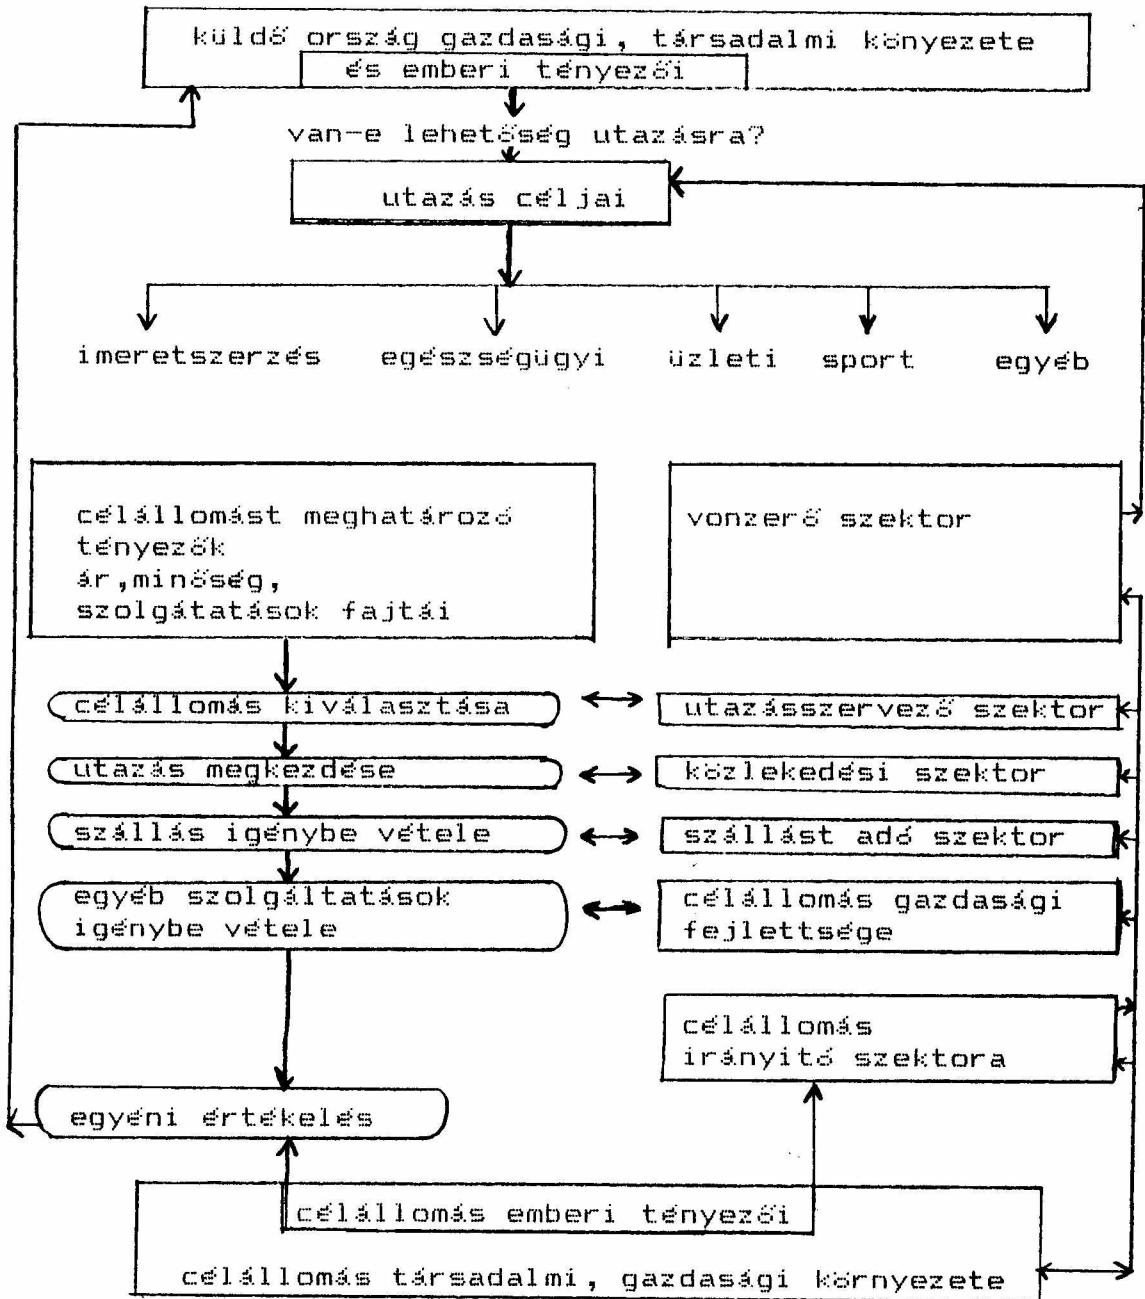 küldő ország gazdasági, társadalmi könyezete
és emberi tényezői
van-e lehetőség utazásra?
utazás céljai
imeretszerzés egészségügyi üzleti sport egyéb
célállomást meghatározó
tényezők
ár,minőség,
szolgátatások fajtái
vonzerő szektor
célállomás kiválasztása
utazásszervező szektor
utazás megkezdése
közlekedési szektor
szállás igénybe vétele
szállást adó szektor
egyéb szolgáltatások
igénybe vétele
célállomás gazdasági
fejlettsége
célállomás
irányitó szektora
egyéni értékelés
célállomás emberi tényezői
célállomás társadalmi, gazdasági környezete